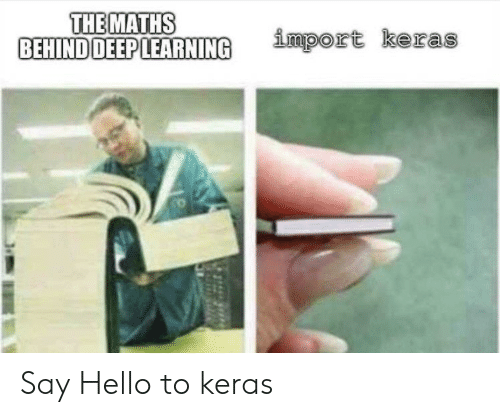 THE MATHS
BEHIND DEEP LEARNING
import keras
Say Hello to keras